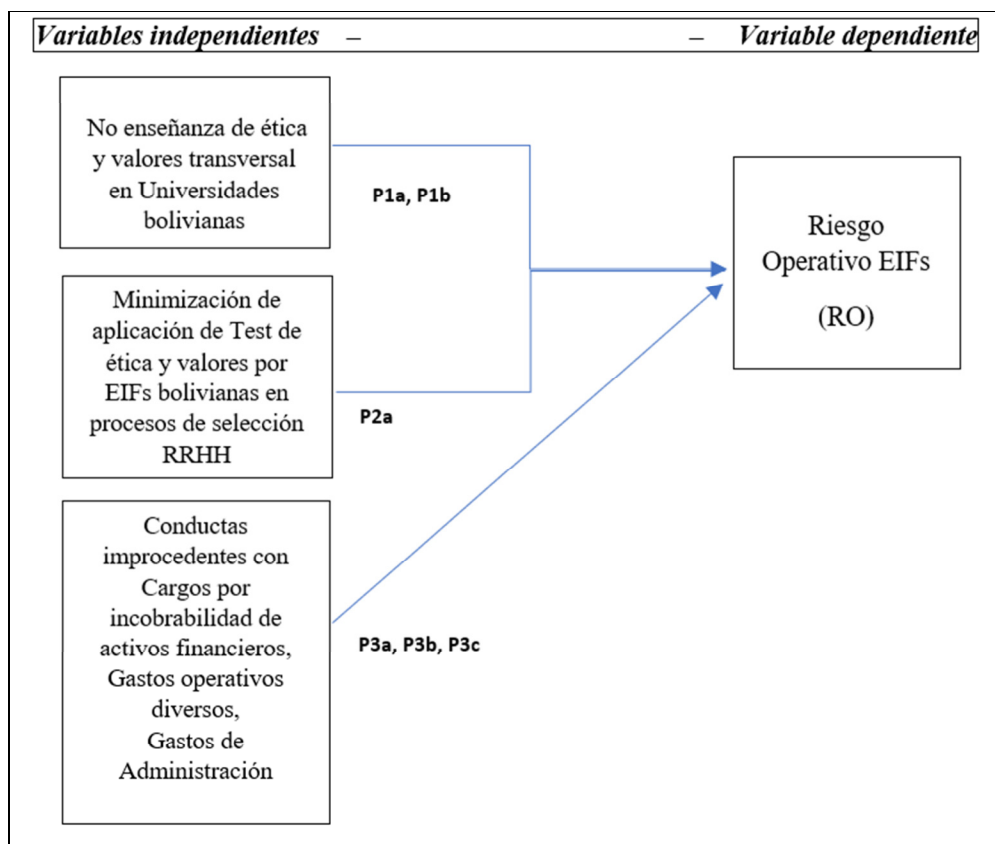 Variables independientes – – Variable dependiente
No enseñanza de ética
y valores transversal
en Universidades
bolivianas
P1a, P1b
Minimización de
aplicación de Test de
ética y valores por
EIFs bolivianas en
procesos de selección
RRHH
P2a
Conductas
improcedentes con
Cargos por
incobrabilidad de
activos financieros,
Gastos operativos
diversos,
Gastos de
Administración
P3a, P3b, P3c
Riesgo
Operativo EIFs
(RO)